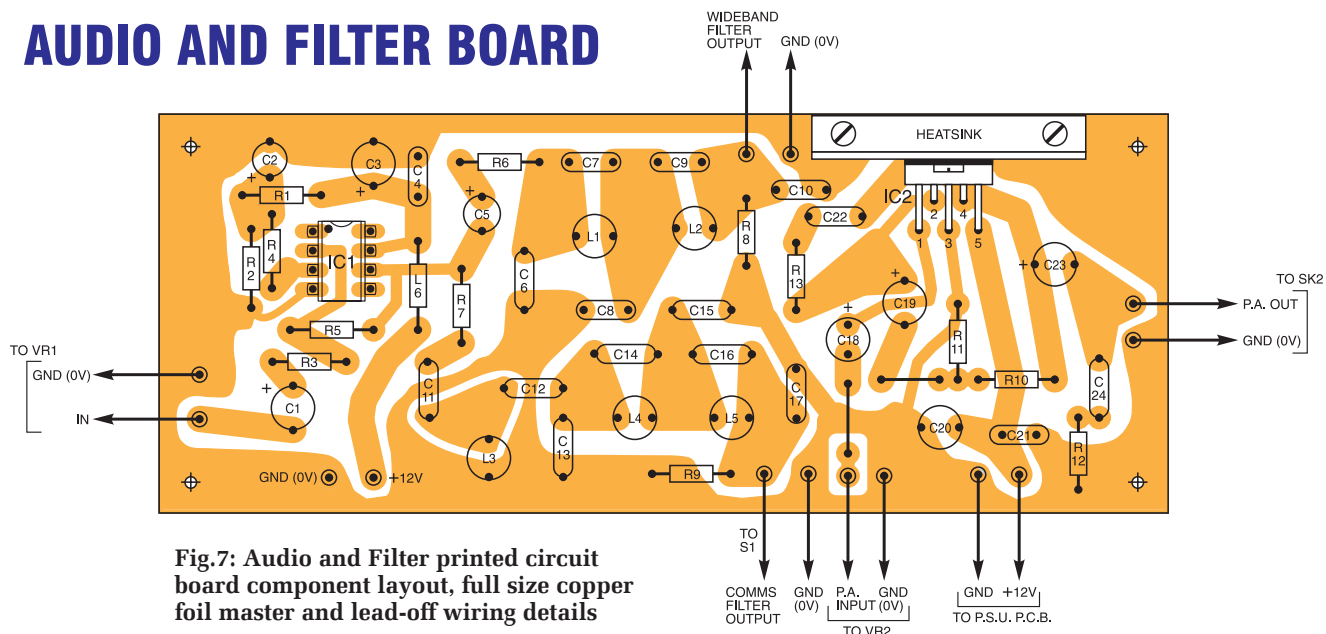 AUDIO AND FILTER BOARD
WIDEBAND
FILTER
OUTPUT
GND (0V)
HEATSINK
C2
C3
C4
R6
C7
C9
C10
IC2
+
+
R1
+
C5
C22
2
4
1
3
5
R2
R4
IC1
L1
L2
R8
C6
L6
R7
R13
+
C23
TO SK2
P.A. OUT
GND (0V)
C19
+
+
C18
C8
C15
R5
R3
C14
C16
R11
R10
TO VR1
GND (0V)
IN
+
C1
C11
C12
C17
C24
L4
L5
C20
C21
L3
C13
R9
R12
GND (0V)
+12V
TO
S1
COMMS
FILTER
OUTPUT
GND
(0V)
P.A.
INPUT
GND
(0V)
TO VR2
GND +12V
TO P.S.U. P.C.B.
Fig.7: Audio and Filter printed circuit
board component layout, full size copper
foil master and lead-off wiring details